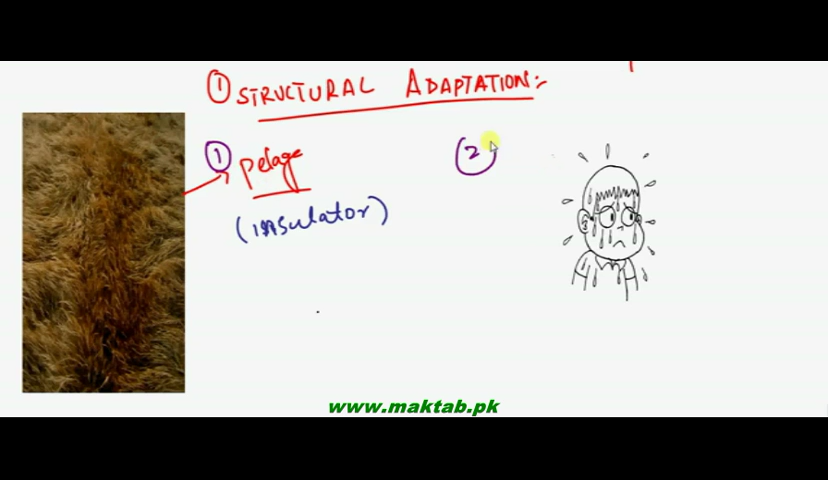 ① STRUCTURAL ADAPTATION:-
① pelage
②
(insulator)
www.maktab.pk